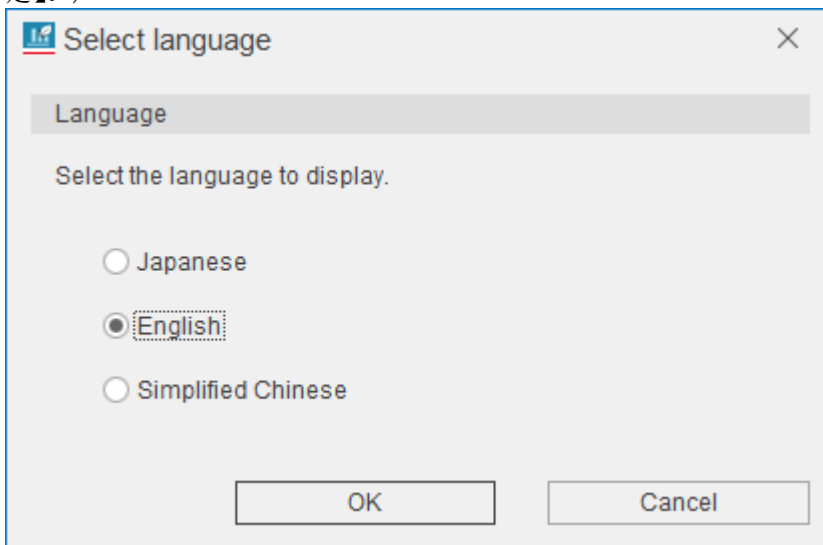 Select language
Language
Select the language to display.
Japanese
English
Simplified Chinese
OK
Cancel